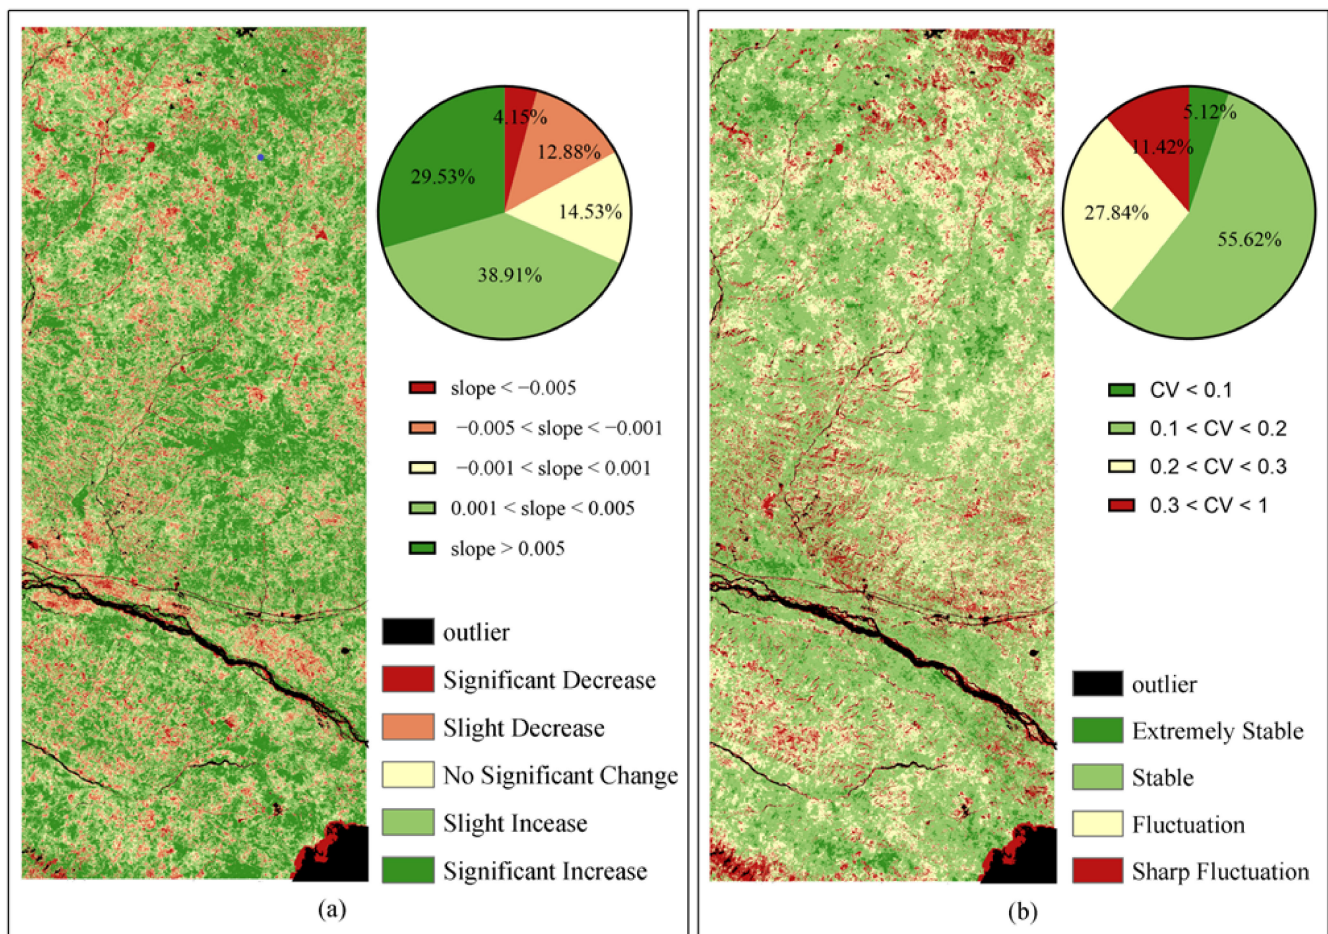 4.15%
12.88%
29.53%
14.53%
38.91%
slope < −0.005
−0.005 < slope < −0.001
−0.001 < slope < 0.001
0.001 < slope < 0.005
slope > 0.005
outlier
Significant Decrease
Slight Decrease
No Significant Change
Slight Incease
Significant Increase
(a)
5.12%
11.42%
27.84%
55.62%
CV < 0.1
0.1 < CV < 0.2
0.2 < CV < 0.3
0.3 < CV < 1
outlier
Extremely Stable
Stable
Fluctuation
Sharp Fluctuation
(b)